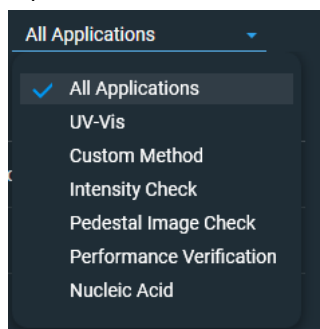 All Applications
All Applications
UV-Vis
Custom Method
Intensity Check
Pedestal Image Check
Performance Verification
Nucleic Acid